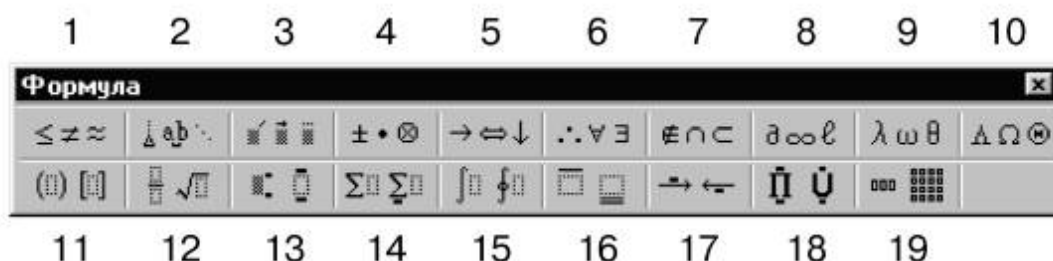 1 2 3 4 5 6 7 8 9 10
Формула
≤ ≠ ≈ a͎b ⋱ ± • ⊗ → ⇔ ↓ ∴ ∀ ∃ ∉ ∩ ⊂ ∂ ∞ ℓ λ ω θ Λ Ω Θ
( ) [ ] √ Σ Σ ∫ ∮ → ← Π Ů
11 12 13 14 15 16 17 18 19